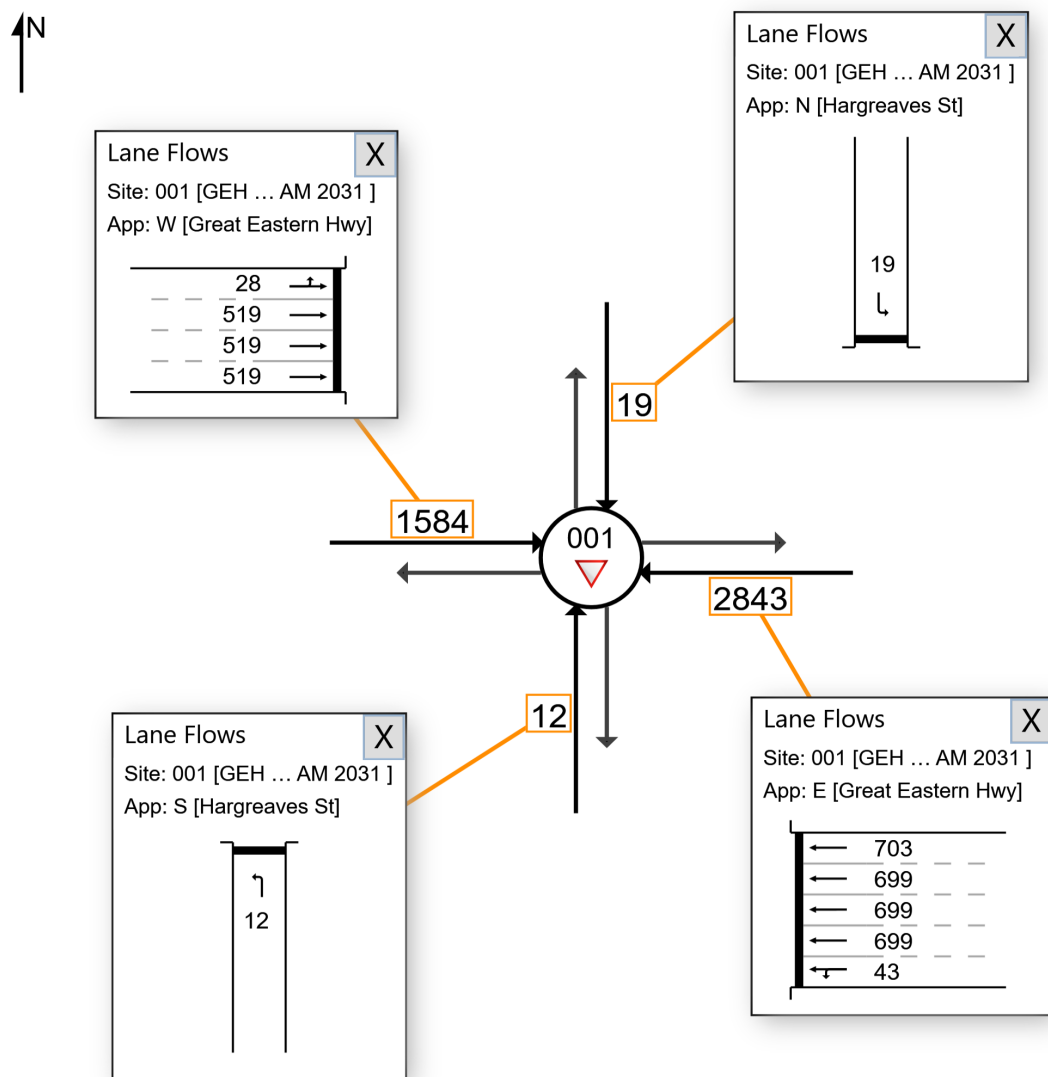 N
Lane Flows
X
Site: 001 [GEH ... AM 2031 ]
App: N [Hargreaves St]
19
Lane Flows
X
Site: 001 [GEH ... AM 2031 ]
App: W [Great Eastern Hwy]
28
519
519
519
19
1584
001
2843
12
Lane Flows
X
Site: 001 [GEH ... AM 2031 ]
App: S [Hargreaves St]
12
Lane Flows
X
Site: 001 [GEH ... AM 2031 ]
App: E [Great Eastern Hwy]
703
699
699
699
43